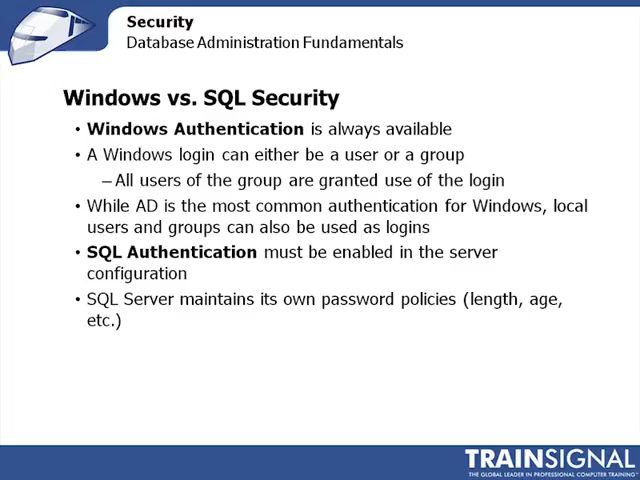 Security
Database Administration Fundamentals
Windows vs. SQL Security
• Windows Authentication is always available
• A Windows login can either be a user or a group
– All users of the group are granted use of the login
• While AD is the most common authentication for Windows, local
users and groups can also be used as logins
• SQL Authentication must be enabled in the server
configuration
• SQL Server maintains its own password policies (length, age,
etc.)
TRAINSIGNAL
THE GLOBAL LEADER IN PROFESSIONAL COMPUTER TRAINING